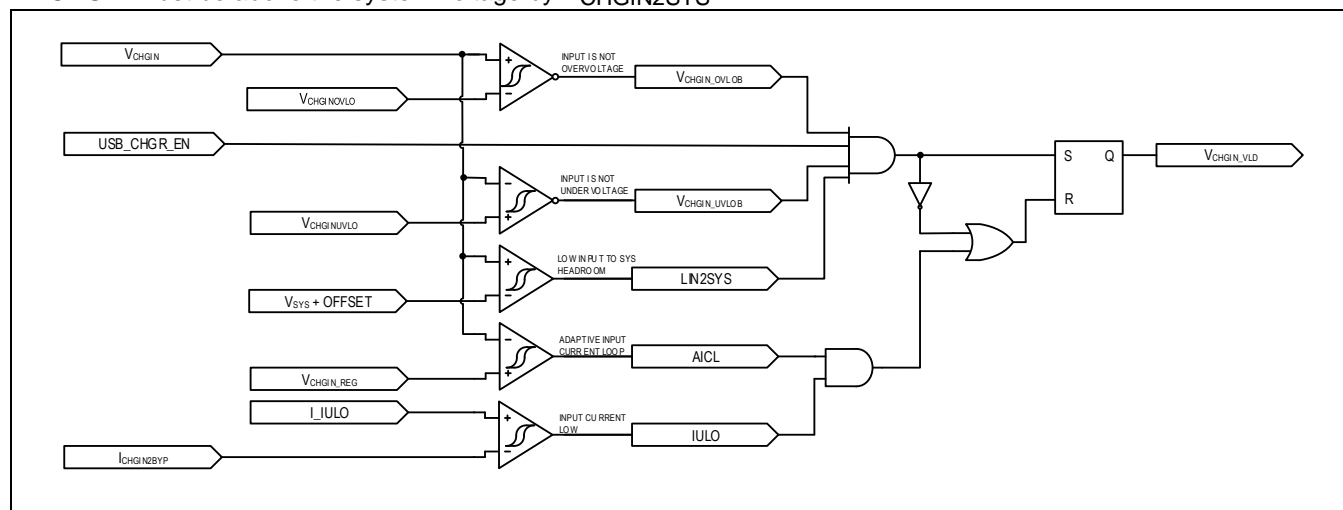 CHGIN2SYS
VCHGIN
INPUT IS NOT
OVERVOLTAGE
VCHGIN_OVLOB
VCHGINOVLO
USB_CHGR_EN
S
Q
VCHGIN_VLD
INPUT IS NOT
UNDERVOLTAGE
VCHGIN_UVLOB
VCHGINUVLO
R
LOW INPUT TO SYS
HEADROOM
LIN2SYS
VSYS + OFFSET
ADAPTIVE INPUT
CURRENT LOOP
AICL
VCHGIN_REG
I_IULO
INPUT CURRENT
LOW
IULO
ICHGIN2BYP
+
−
−
+
+
−
−
+
+
−